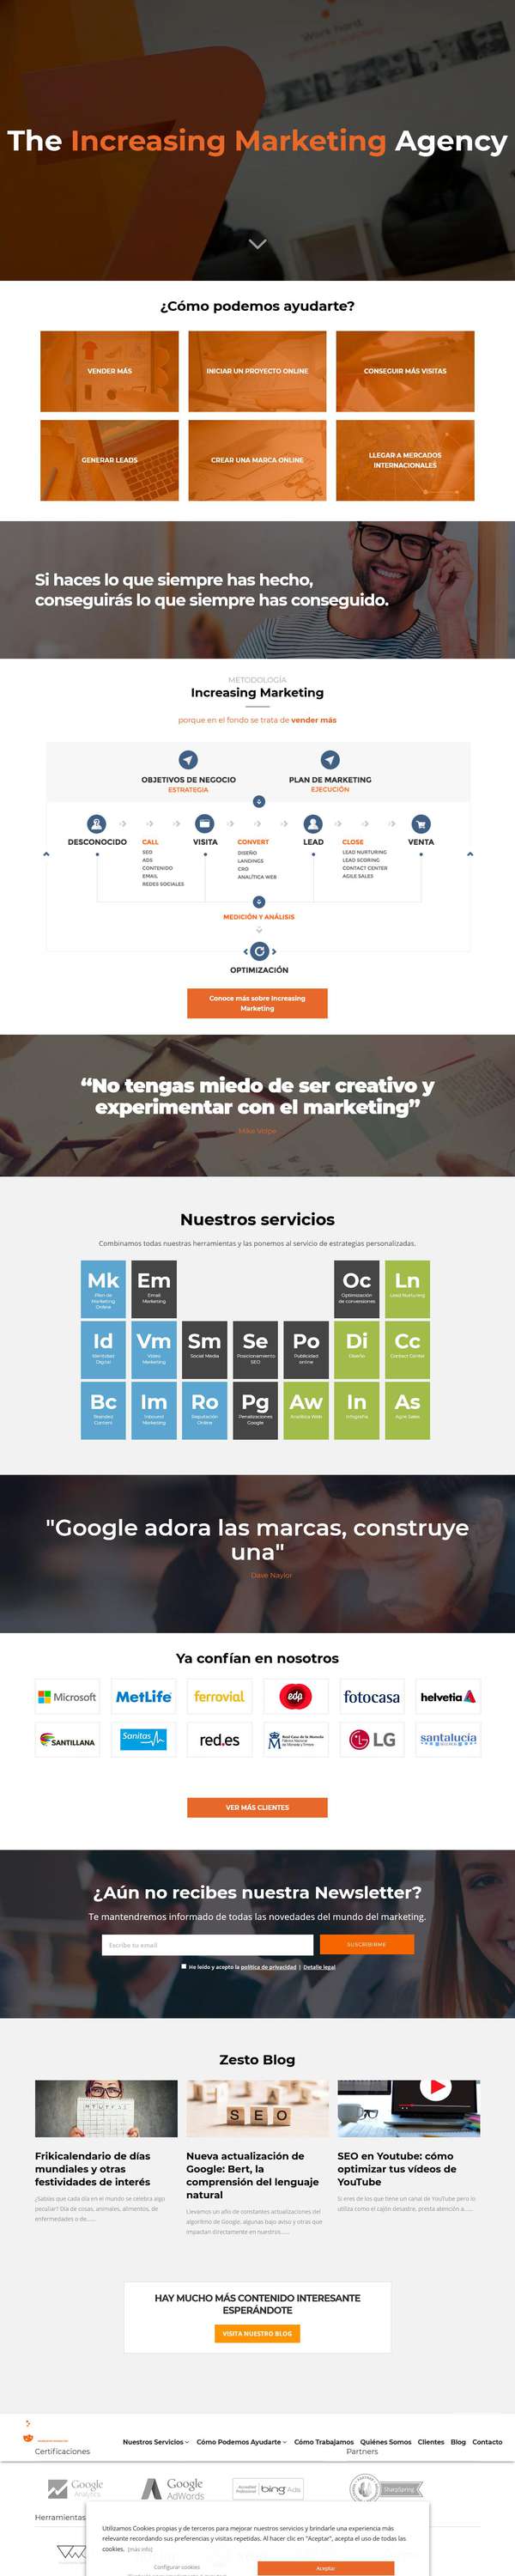 The Increasing Marketing Agency
¿Cómo podemos ayudarte?
VENDER MÁS
INICIAR UN PROYECTO ONLINE
CONSEGUIR MÁS VISITAS
GENERAR LEADS
CREAR UNA MARCA ONLINE
LLEGAR A MERCADOS
INTERNACIONALES
Si haces lo que siempre has hecho,
conseguirás lo que siempre has conseguido.
METODOLOGÍA
Increasing Marketing
porque en el fondo se trata de vender más
OBJETIVOS DE NEGOCIO
ESTRATEGIA
PLAN DE MARKETING
EJECUCIÓN
DESCONOCIDO
CALL
SEO
ADS
CONTENIDO
EMAIL
REDES SOCIALES
VISITA
CONVERT
DISEÑO
LANDINGS
CRO
ANALÍTICA WEB
LEAD
CLOSE
LEAD NURTURING
LEAD SCORING
CONTACT CENTER
AGILE SALES
VENTA
MEDICIÓN Y ANÁLISIS
OPTIMIZACIÓN
Conoce más sobre Increasing
Marketing
“No tengas miedo de ser creativo y
experimentar con el marketing”
Mike Volpe
Nuestros servicios
Combinamos todas nuestras herramientas y las ponemos al servicio de estrategias personalizadas.
Mk
Plan de
Marketing
Online
Em
Email
Marketing
Oc
Optimización
de conversiones
Ln
Lead Nurturing
Id
Identidad
Digital
Vm
Video
Marketing
Sm
Social Media
Se
Posicionamiento
SEO
Po
Publicidad
online
Di
Diseño
Cc
Contact Center
Bc
Branded
Content
Im
Inbound
Marketing
Ro
Reputación
Online
Pg
Penalizaciones
Google
Aw
Analítica Web
In
Infografía
As
Agile Sales
"Google adora las marcas, construye
una"
Dave Naylor
Ya confían en nosotros
Microsoft
MetLife
ferrovial
edp
fotocasa
helvetia
SANTILLANA
Sanitas
red.es
Real Casa de la Moneda
Fábrica Nacional
de Moneda y Timbre
LG
santalucía
SEGUROS
VER MÁS CLIENTES
¿Aún no recibes nuestra Newsletter?
Te mantendremos informado de todas las novedades del mundo del marketing.
Escribe tu email
SUSCRIBIRME
He leído y acepto la política de privacidad | Detalle legal
Zesto Blog
SEO
Frikicalendario de días
mundiales y otras
festividades de interés
¿Sabías que cada día en el mundo se celebra algo
peculiar? Día de cosas, animales, alimentos, de
enfermedades o de......
Nueva actualización de
Google: Bert, la
comprensión del lenguaje
natural
Llevamos un año de constantes actualizaciones del
algoritmo de Google, algunas bajo aviso y otras que
impactan directamente en nuestros......
SEO en Youtube: cómo
optimizar tus vídeos de
YouTube
Si eres de los que tiene un canal de YouTube pero lo
utiliza como el cajón desastre, presta atención a......
HAY MUCHO MÁS CONTENIDO INTERESANTE
ESPERÁNDOTE
VISITA NUESTRO BLOG
Nuestros Servicios
Cómo Podemos Ayudarte
Cómo Trabajamos
Quiénes Somos
Clientes
Blog
Contacto
Certificaciones
Partners
Google
Analytics
Google
AdWords
Accredited
Professional
bing Ads
PARTNER
SharpSpring
Herramientas
Utilizamos Cookies propias y de terceros para mejorar nuestros servicios y brindarle una experiencia más
relevante recordando sus preferencias y visitas repetidas. Al hacer clic en "Aceptar", acepta el uso de todas las
cookies. [más info]
Configurar cookies
Aceptar